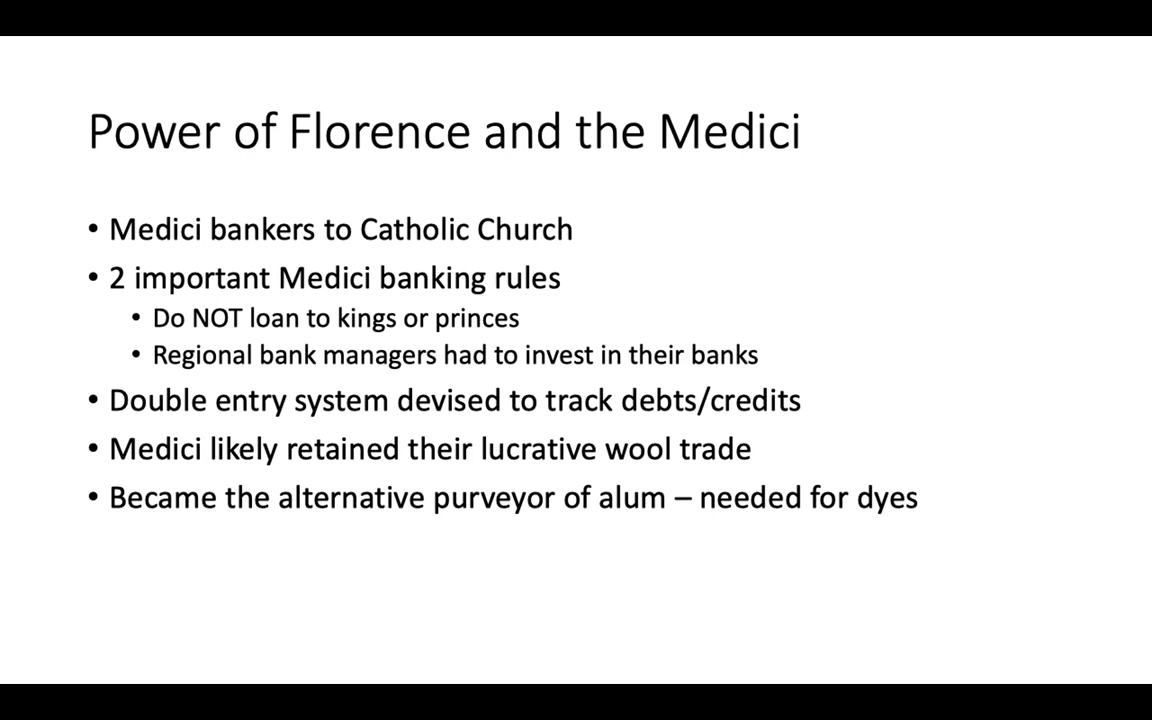 Power of Florence and the Medici
• Medici bankers to Catholic Church
• 2 important Medici banking rules
• Do NOT loan to kings or princes
• Regional bank managers had to invest in their banks
• Double entry system devised to track debts/credits
• Medici likely retained their lucrative wool trade
• Became the alternative purveyor of alum – needed for dyes